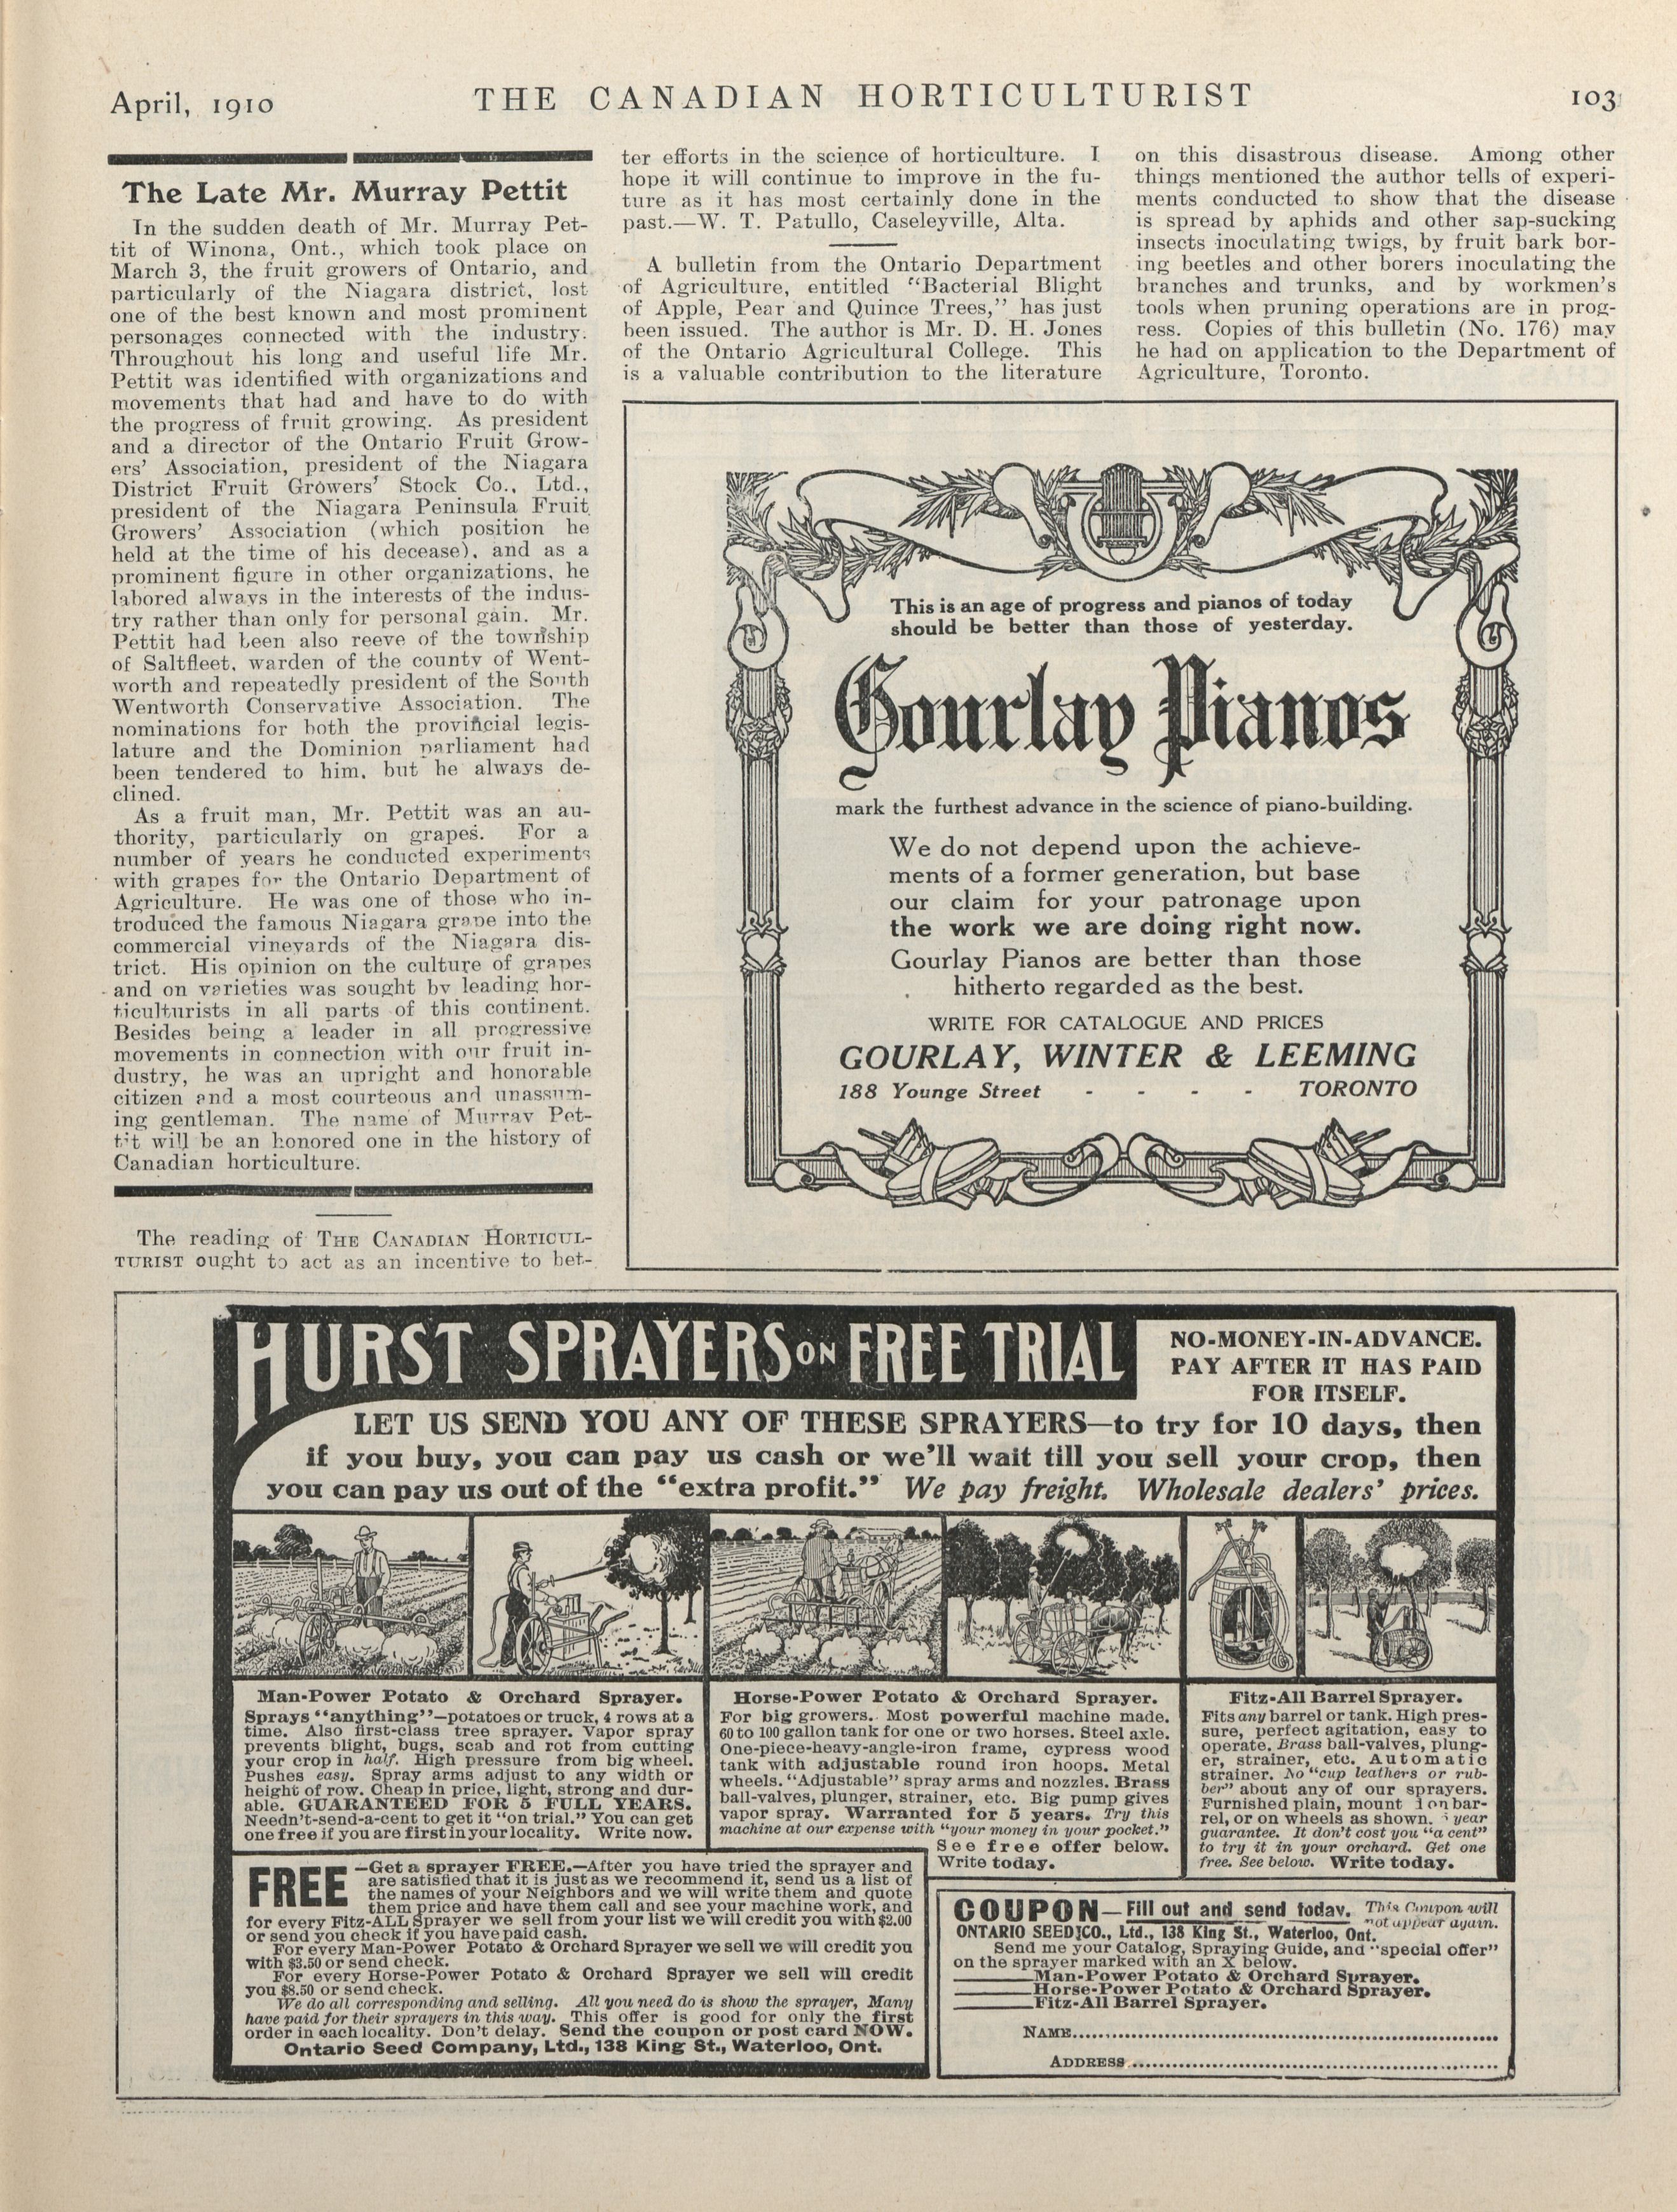 April, 1910
THE CANADIAN HORTICULTURIST
103
The Late Mr. Murray Pettit
In the sudden death of Mr. Murray Pet-
tit of Winona, Ont., which took place on
March 3, the fruit growers of Ontario, and
particularly of the Niagara district, lost
one of the best known and most prominent
personages connected with the industry.
Throughout his long and useful life Mr.
Pettit was identified with organizations and
movements that had and have to do with
the progress of fruit growing. As president
and a director of the Ontario Fruit Grow-
ers' Association, president of the Niagara
District Fruit Growers' Stock Co., Ltd.,
president of the Niagara Peninsula Fruit
Growers' Association (which position he
held at the time of his decease), and as a
prominent figure in other organizations, he
labored always in the interests of the indus-
try rather than only for personal gain. Mr.
Pettit had been also reeve of the township
of Saltfleet, warden of the county of Went-
worth and repeatedly president of the South
Wentworth Conservative Association. The
nominations for both the provincial legis-
lature and the Dominion parliament had
been tendered to him, but he always de-
clined.
As a fruit man, Mr. Pettit was an au-
thority, particularly on grapes. For a
number of years he conducted experiments
with grapes for the Ontario Department of
Agriculture. He was one of those who in-
troduced the famous Niagara grape into the
commercial vineyards of the Niagara dis-
trict. His opinion on the culture of grapes
and on varieties was sought by leading hor-
ticulturists in all parts of this continent.
Besides being a leader in all progressive
movements in connection with our fruit in-
dustry, he was an upright and honorable
citizen and a most courteous and unassum-
ing gentleman. The name of Murray Pet-
tit will be an honored one in the history of
Canadian horticulture.
The reading of THE CANADIAN HORTICUL-
TURIST ought to act as an incentive to bet-
ter efforts in the science of horticulture. I
hope it will continue to improve in the fu-
ture as it has most certainly done in the
past.—W. T. Patullo, Caseleyville, Alta.
A bulletin from the Ontario Department
of Agriculture, entitled "Bacterial Blight
of Apple, Pear and Quince Trees," has just
been issued. The author is Mr. D. H. Jones
of the Ontario Agricultural College. This
is a valuable contribution to the literature
on this disastrous disease. Among other
things mentioned the author tells of experi-
ments conducted to show that the disease
is spread by aphids and other sap-sucking
insects inoculating twigs, by fruit bark bor-
ing beetles and other borers inoculating the
branches and trunks, and by workmen's
tools when pruning operations are in prog-
ress. Copies of this bulletin (No. 176) may
he had on application to the Department of
Agriculture, Toronto.
This is an age of progress and pianos of today
should be better than those of yesterday.
Gourlay Pianos
mark the furthest advance in the science of piano-building.
We do not depend upon the achieve-
ments of a former generation, but base
our claim for your patronage upon
the work we are doing right now.
Gourlay Pianos are better than those
hitherto regarded as the best.
WRITE FOR CATALOGUE AND PRICES
GOURLAY, WINTER & LEEMING
188 Younge Street - - - - TORONTO
HURST SPRAYERS ON FREE TRIAL
NO-MONEY-IN-ADVANCE.
PAY AFTER IT HAS PAID
FOR ITSELF.
LET US SEND YOU ANY OF THESE SPRAYERS—to try for 10 days, then
if you buy, you can pay us cash or we'll wait till you sell your crop, then
you can pay us out of the "extra profit." We pay freight. Wholesale dealers' prices.
Man-Power Potato & Orchard Sprayer.
Sprays "anything"—potatoes or truck, 4 rows at a
time. Also first-class tree sprayer. Vapor spray
prevents blight, bugs, scab and rot from cutting
your crop in half. High pressure from big wheel.
Pushes easy. Spray arms adjust to any width or
height of row. Cheap in price, light, strong and dur-
able. GUARANTEED FOR 5 FULL YEARS.
Needn't-send-a-cent to get it "on trial." You can get
one free if you are first in your locality. Write now.
Horse-Power Potato & Orchard Sprayer.
For big growers. Most powerful machine made.
60 to 100 gallon tank for one or two horses. Steel axle.
One-piece-heavy-angle-iron frame, cypress wood
tank with adjustable round iron hoops. Metal
wheels. "Adjustable" spray arms and nozzles. Brass
ball-valves, plunger, strainer, etc. Big pump gives
vapor spray. Warranted for 5 years. Try this
machine at our expense with "your money in your pocket."
See free offer below.
Write today.
Fitz-All Barrel Sprayer.
Fits any barrel or tank. High pres-
sure, perfect agitation, easy to
operate. Brass ball-valves, plung-
er, strainer, etc. Automatic
strainer. No "cup leathers or rub-
ber" about any of our sprayers.
Furnished plain, mount on bar-
rel, or on wheels as shown. year
guarantee. It don't cost you "a cent"
to try it in your orchard. Get one
free. See below. Write today.
FREE—Get a sprayer FREE.—After you have tried the sprayer and
are satisfied that it is just as we recommend it, send us a list of
the names of your Neighbors and we will write them and quote
them price and have them call and see your machine work, and
for every Fitz-ALL Sprayer we sell from your list we will credit you with $2.00
or send you check if you have paid cash.
For every Man-Power Potato & Orchard Sprayer we sell we will credit you
with $3.50 or send check.
For every Horse-Power Potato & Orchard Sprayer we sell will credit
you $8.50 or send check.
We do all corresponding and selling. All you need do is show the sprayer, Many
have paid for their sprayers in this way. This offer is good for only the first
order in each locality. Don't delay. Send the coupon or post card NOW.
Ontario Seed Company, Ltd., 138 King St., Waterloo, Ont.
COUPON—Fill out and send today. This Coupon will
not appear again.
ONTARIO SEED CO., Ltd., 138 King St., Waterloo, Ont.
Send me your Catalog, Spraying Guide, and "special offer"
on the sprayer marked with an X below.
Man-Power Potato & Orchard Sprayer.
Horse-Power Potato & Orchard Sprayer.
Fitz-All Barrel Sprayer.
NAME
ADDRESS